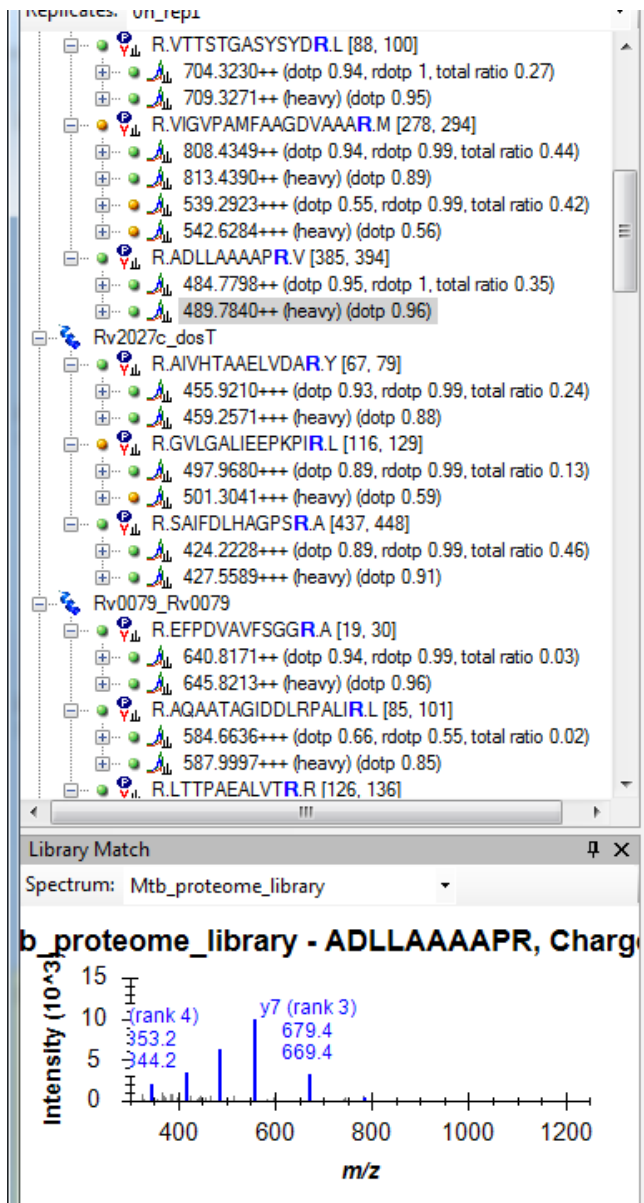 Replicates: 0h_rep1
R.VTTSTGASYSYDR.L [88, 100]
704.3230++ (dotp 0.94, rdotp 1, total ratio 0.27)
709.3271++ (heavy) (dotp 0.95)
R.VIGVPAMFAAGDVAAAR.M [278, 294]
808.4349++ (dotp 0.94, rdotp 0.99, total ratio 0.44)
813.4390++ (heavy) (dotp 0.89)
539.2923++ (dotp 0.55, rdotp 0.99, total ratio 0.42)
542.6284++ (heavy) (dotp 0.56)
R.ADLLAAAAPR.V [385, 394]
484.7798++ (dotp 0.95, rdotp 1, total ratio 0.35)
489.7840++ (heavy) (dotp 0.96)
Rv2027c_dosT
R.AIVHTAAELVDAR.Y [67, 79]
455.9210+++ (dotp 0.93, rdotp 0.99, total ratio 0.24)
459.2571+++ (heavy) (dotp 0.88)
R.GVLGALIEEPKPIR.L [116, 129]
497.9680+++ (dotp 0.89, rdotp 0.99, total ratio 0.13)
501.3041+++ (heavy) (dotp 0.59)
R.SAIFDLHAGPSR.A [437, 448]
424.2228+++ (dotp 0.89, rdotp 0.99, total ratio 0.46)
427.5589+++ (heavy) (dotp 0.91)
Rv0079_Rv0079
R.EFPDVAVFSGGR.A [19, 30]
640.8171++ (dotp 0.94, rdotp 0.99, total ratio 0.03)
645.8213++ (heavy) (dotp 0.96)
R.AQAATAGIDDLRPALIR.L [85, 101]
584.6636+++ (dotp 0.66, rdotp 0.55, total ratio 0.02)
587.9997+++ (heavy) (dotp 0.85)
R.LTTPAEALVTR.R [126, 136]
Library Match
Spectrum: Mtb_proteome_library
b_proteome_library - ADLLAAAAPR, Charg
Intensity (10^3)
15
10
5
0
(rank 4)
353.2
344.2
y7 (rank 3)
679.4
669.4
400 600 800 1000 1200
m/z